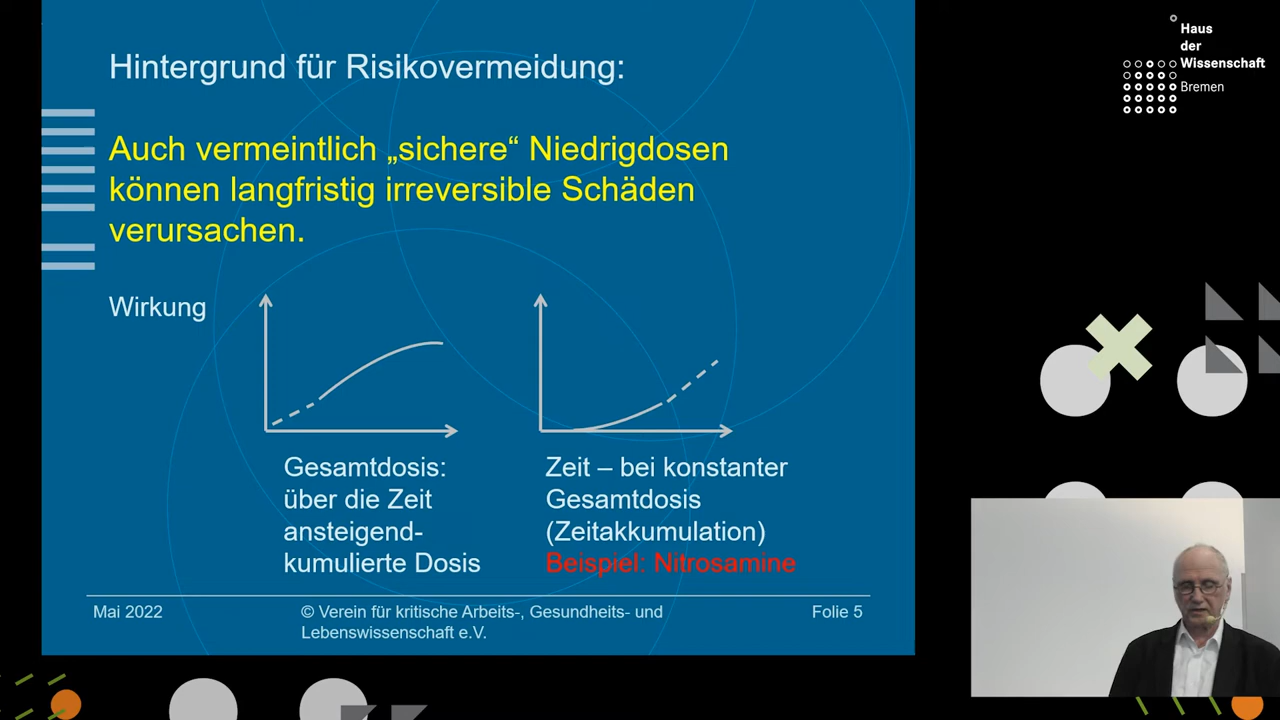 Hintergrund für Risikovermeidung:
Auch vermeintlich „sichere“ Niedrigdosen
können langfristig irreversible Schäden
verursachen.
Wirkung
Gesamtdosis:
über die Zeit
ansteigend-
kumulierte Dosis
Zeit – bei konstanter
Gesamtdosis
(Zeitakkumulation)
Beispiel: Nitrosamine
Mai 2022
© Verein für kritische Arbeits-, Gesundheits- und
Lebenswissenschaft e.V.
Folie 5
Haus
der
Wissenschaft
Bremen